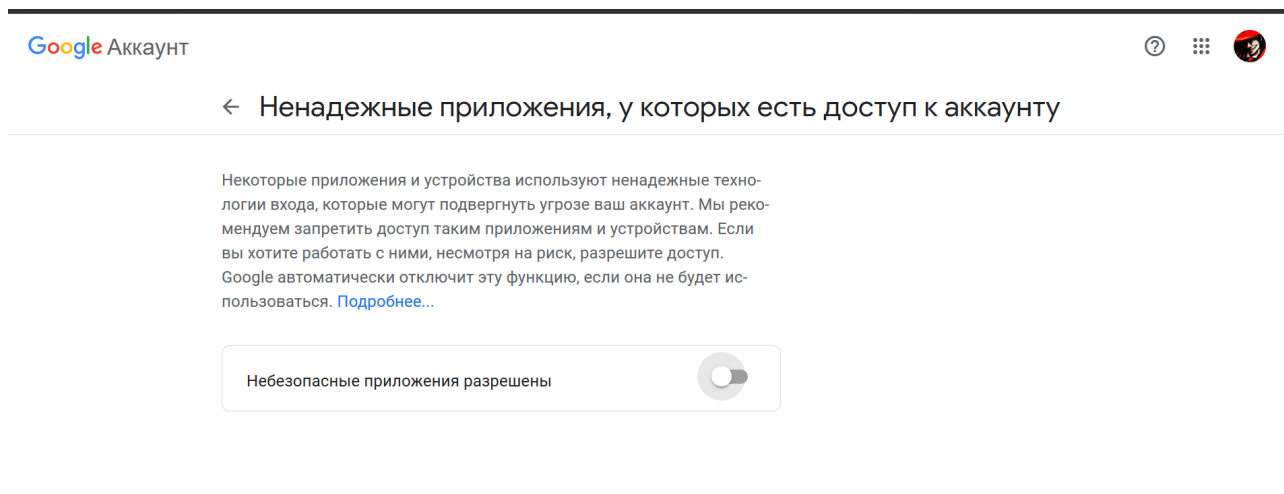 Google Аккаунт
Ненадежные приложения, у которых есть доступ к аккаунту
Некоторые приложения и устройства используют ненадежные техно-
логии входа, которые могут подвергнуть угрозе ваш аккаунт. Мы реко-
мендуем запретить доступ таким приложениям и устройствам. Если
вы хотите работать с ними, несмотря на риск, разрешите доступ.
Google автоматически отключит эту функцию, если она не будет ис-
пользоваться. Подробнее...
Небезопасные приложения разрешены